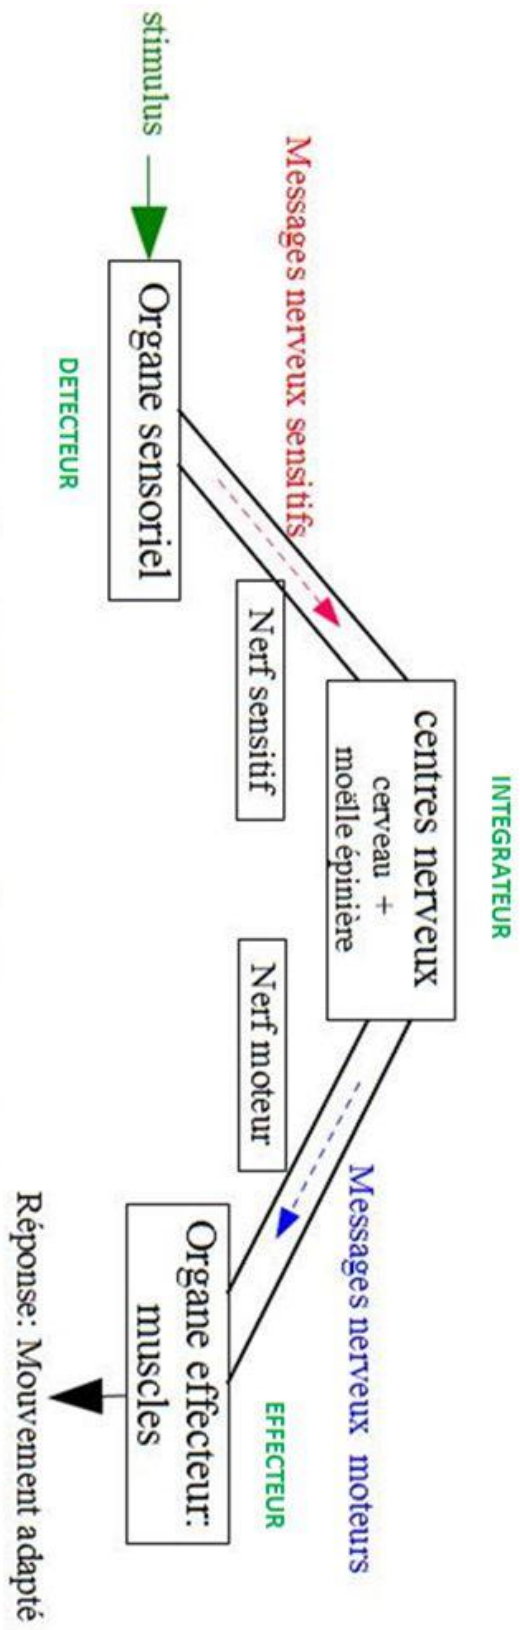 INTEGRATEUR
Messages nerveux sensitifs
Messages nerveux moteurs
centres nerveux
cerveau +
moëlle épinière
stimulus
Nerf sensitif
Nerf moteur
EFFECTEUR
Organe sensoriel
Organe effecteur:
muscles
DETECTEUR
Réponse: Mouvement adapté